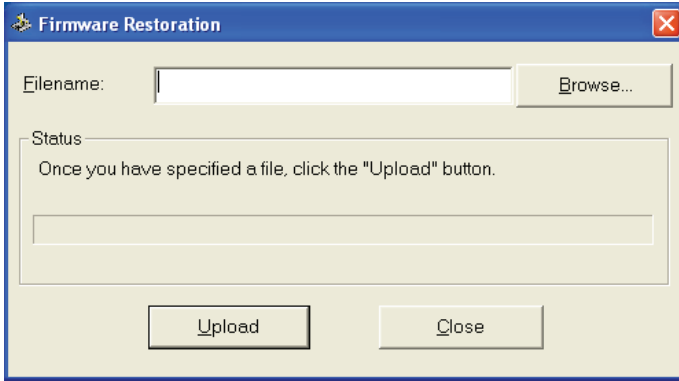 Firmware Restoration
Filename:
Browse...
Status
Once you have specified a file, click the "Upload" button.
Upload
Close